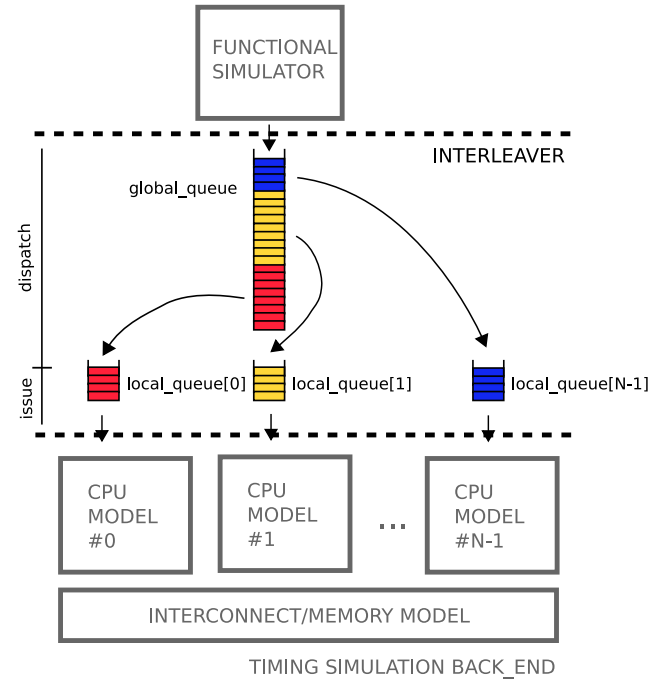 FUNCTIONAL
SIMULATOR
INTERLEAVER
global_queue
dispatch
issue
local_queue[0]
local_queue[1]
local_queue[N-1]
CPU
MODEL
#0
CPU
MODEL
#1
...
CPU
MODEL
#N-1
INTERCONNECT/MEMORY MODEL
TIMING SIMULATION BACK_END